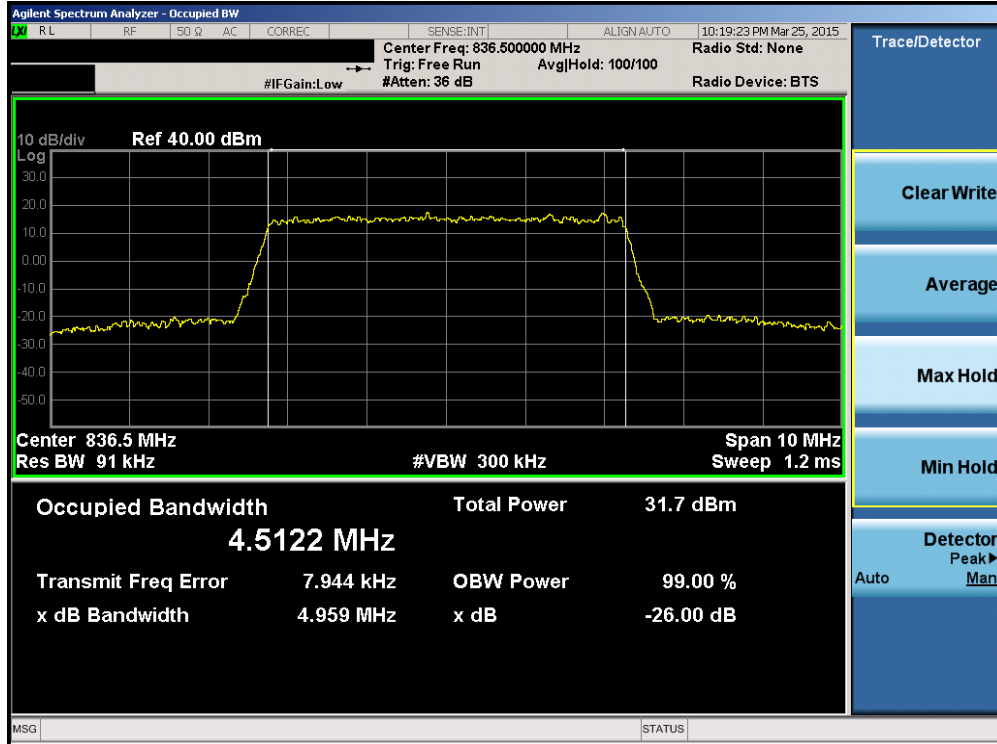 Agilent Spectrum Analyzer - Occupied BW
LXI RL RF 50 Ω AC CORREC SENSE:INT ALIGN AUTO 10:19:23 PM Mar 25, 2015
Center Freq: 836.500000 MHz Radio Std: None
Trig: Free Run Avg|Hold: 100/100
#IFGain:Low #Atten: 36 dB Radio Device: BTS
10 dB/div Ref 40.00 dBm
Log
30.0
20.0
10.0
0.00
-10.0
-20.0
-30.0
-40.0
-50.0
Center 836.5 MHz Span 10 MHz
Res BW 91 kHz #VBW 300 kHz Sweep 1.2 ms
Occupied Bandwidth Total Power 31.7 dBm
4.5122 MHz
Transmit Freq Error 7.944 kHz OBW Power 99.00 %
x dB Bandwidth 4.959 MHz x dB -26.00 dB
MSG STATUS
Trace/Detector
Clear Write
Average
Max Hold
Min Hold
Detector
Peak▶
Auto Man